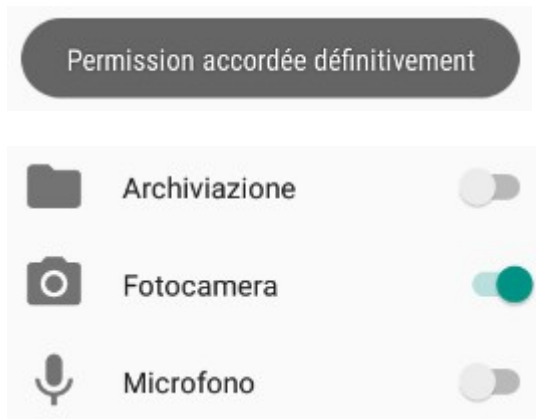 Permission accordée définitivement
Archiviazione
Fotocamera
Microfono